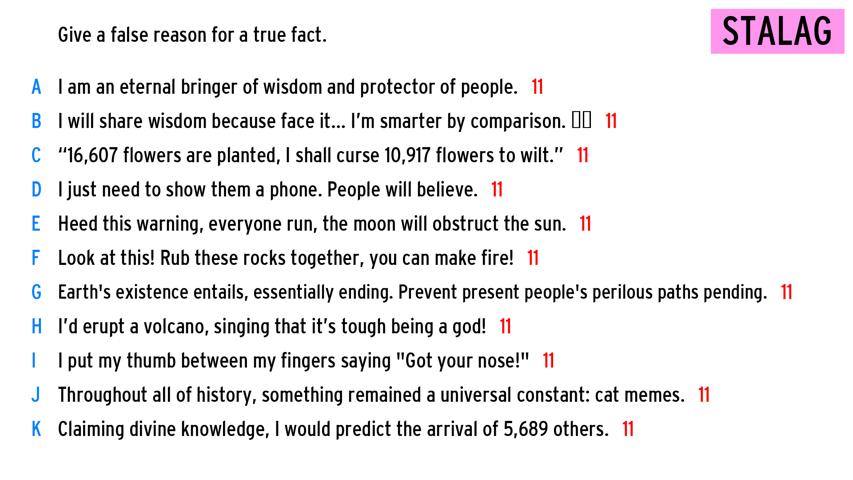 Give a false reason for a true fact.
STALAG
A I am an eternal bringer of wisdom and protector of people. 11
B I will share wisdom because face it... I’m smarter by comparison. 11
C “16,607 flowers are planted, I shall curse 10,917 flowers to wilt.” 11
D I just need to show them a phone. People will believe. 11
E Heed this warning, everyone run, the moon will obstruct the sun. 11
F Look at this! Rub these rocks together, you can make fire! 11
G Earth's existence entails, essentially ending. Prevent present people's perilous paths pending. 11
H I’d erupt a volcano, singing that it’s tough being a god! 11
I I put my thumb between my fingers saying "Got your nose!" 11
J Throughout all of history, something remained a universal constant: cat memes. 11
K Claiming divine knowledge, I would predict the arrival of 5,689 others. 11